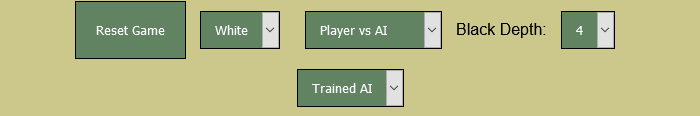 Reset Game White Player vs AI Black Depth: 4
Trained AI